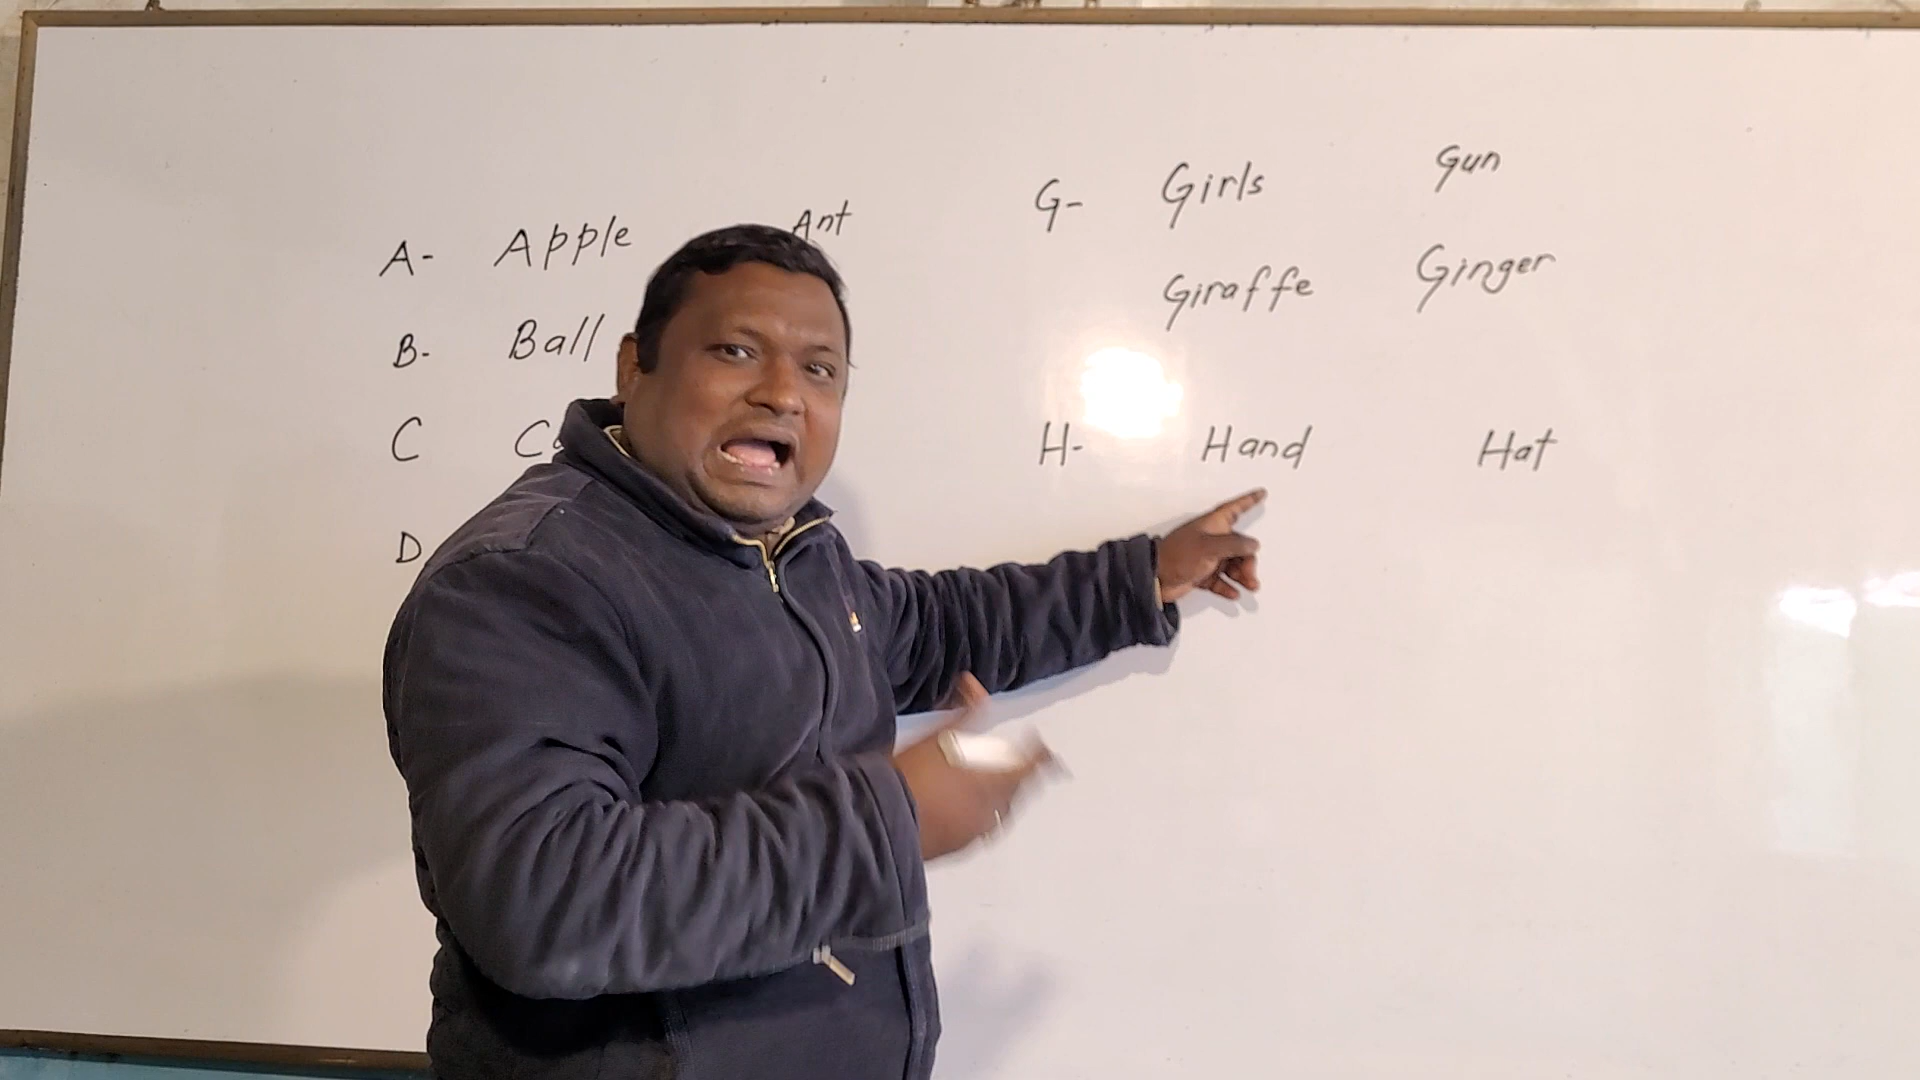 A- Apple Ant
B- Ball
C
D
G- Girls Gun
Giraffe Ginger
H- Hand Hat